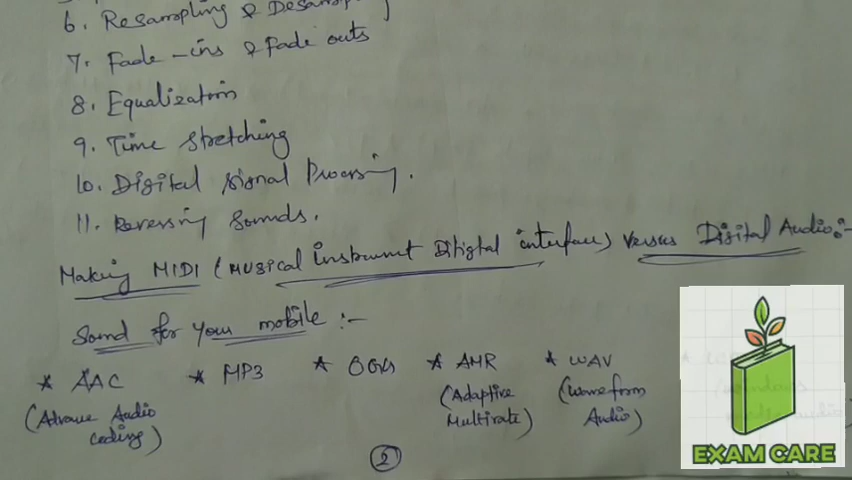 6. Resampling & Desampling
7. Fade-ins & Fade outs
8. Equalization
9. Time stretching
10. Digital signal Procesing.
11. Reversing Sounds.
Making MIDI (Musical Instrument Ditigtal interface) Versus Digital Audio:-
Sound for your mobile :-
* AAC * MP3 * OGG * AMR * WAV
(Advance Audio coding) (Adaptive Multirate) (Waveform Audio)
2
EXAM CARE